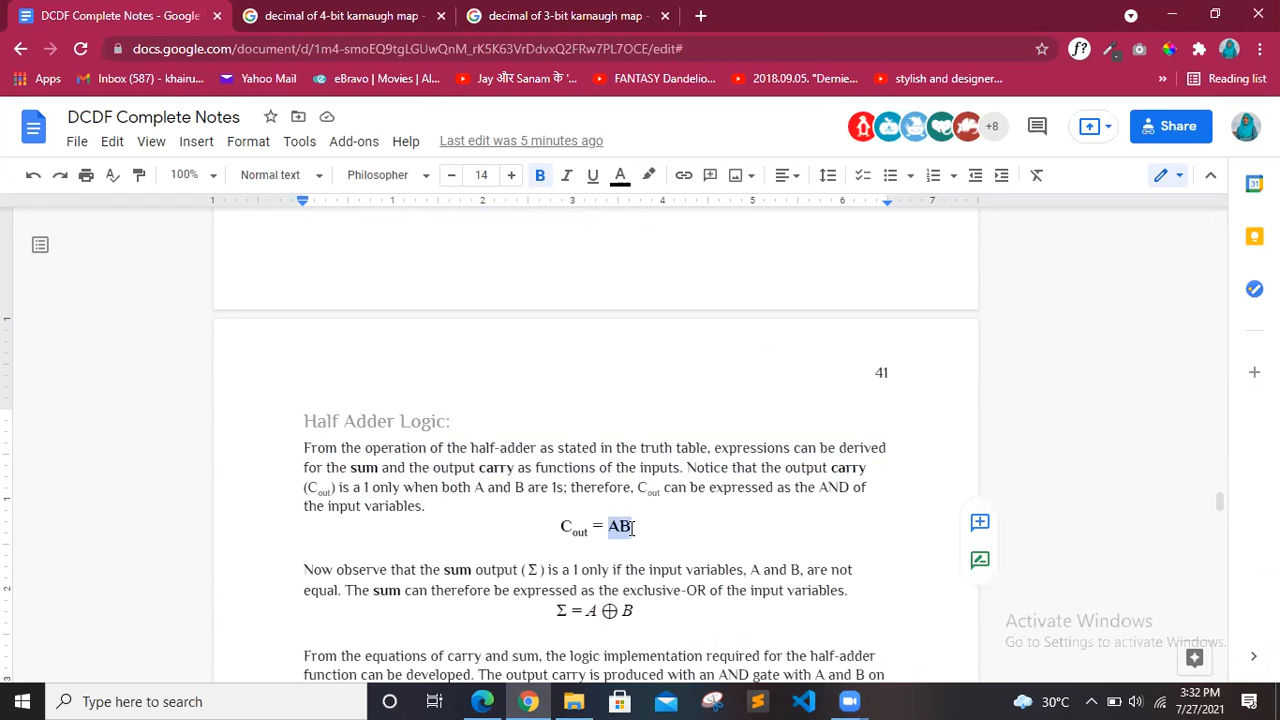 DCDF Complete Notes - Google D
decimal of 4-bit karnaugh map -
decimal of 3-bit karnaugh map -
docs.google.com/document/d/1m4-smoEQ9tgLGUwQnM_rK5K63VrDdvxQ2FRw7PL7OCE/edit#
Apps
Inbox (587) - khairu...
Yahoo Mail
eBravo | Movies | Al...
Jay और Sanam के '...
FANTASY Dandelio...
2018.09.05. "Dernie...
stylish and designer...
»
Reading list
DCDF Complete Notes
+8
Share
File Edit View Insert Format Tools Add-ons Help
Last edit was 5 minutes ago
100% Normal text Philosopher − 14 + B I U A
1 1 2 3 4 5 6 7
41
Half Adder Logic:
From the operation of the half-adder as stated in the truth table, expressions can be derived
for the sum and the output carry as functions of the inputs. Notice that the output carry
(Cout) is a 1 only when both A and B are 1s; therefore, Cout can be expressed as the AND of
the input variables.
Cout = AB
Now observe that the sum output ( Σ ) is a 1 only if the input variables, A and B, are not
equal. The sum can therefore be expressed as the exclusive-OR of the input variables.
Σ = A ⊕ B
From the equations of carry and sum, the logic implementation required for the half-adder
function can be developed. The output carry is produced with an AND gate with A and B on
Activate Windows
Go to Settings to activate Windows.
Type here to search
30°C
3:32 PM
7/27/2021